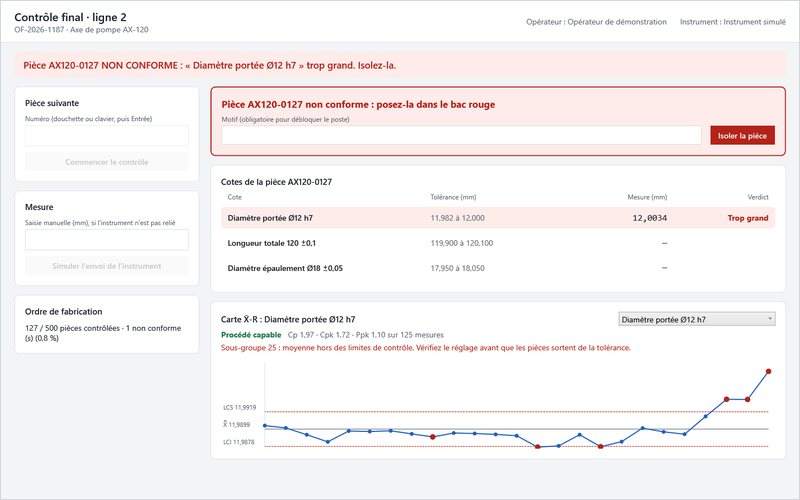 Contrôle final · ligne 2
OF-2026-1187 · Axe de pompe AX-120
Opérateur : Opérateur de démonstration Instrument : Instrument simulé
Pièce AX120-0127 NON CONFORME : « Diamètre portée Ø12 h7 » trop grand. Isolez-la.
Pièce suivante
Numéro (douchette ou clavier, puis Entrée)
Commencer le contrôle
Mesure
Saisie manuelle (mm), si l'instrument n'est pas relié
Simuler l'envoi de l'instrument
Ordre de fabrication
127 / 500 pièces contrôlées · 1 non conforme
(s) (0.8 %)
Pièce AX120-0127 non conforme : posez-la dans le bac rouge
Motif (obligatoire pour débloquer le poste)
Isoler la pièce
Cotes de la pièce AX120-0127
Cote Tolérance (mm) Mesure (mm) Verdict
Diamètre portée Ø12 h7 11,982 à 12,000 12,0034 Trop grand
Longueur totale 120 ±0,1 119,900 à 120,100 —
Diamètre épaulement Ø18 ±0,05 17,950 à 18,050 —
Carte X̄-R : Diamètre portée Ø12 h7
Diamètre portée Ø12 h7
Procédé capable Cp 1,97 · Cpk 1,72 · Ppk 1,10 sur 125 mesures
Sous-groupe 25 : moyenne hors des limites de contrôle. Vérifiez le réglage avant que les pièces sortent de la tolérance.
LCS 11,9919
X̿ 11,9899
LCI 11,9878